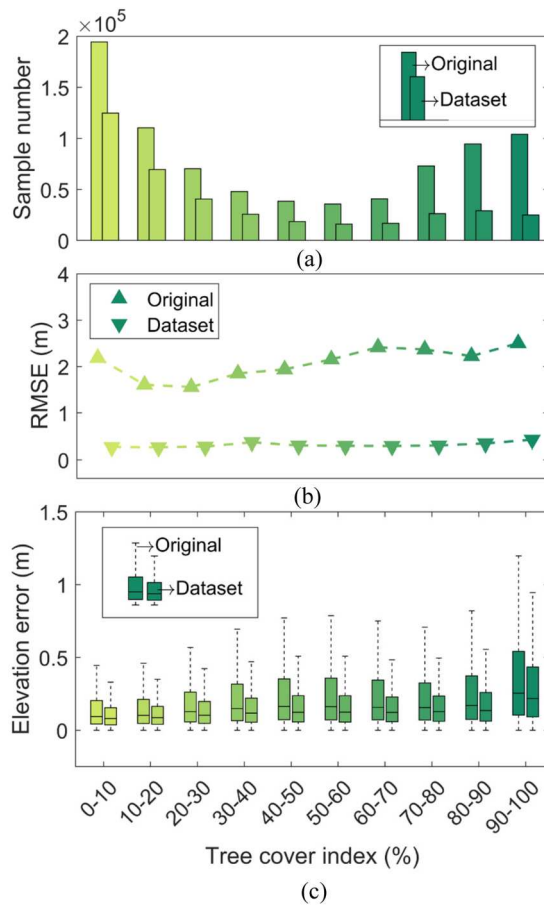 ×10⁵
2
1.5
1
0.5
0
Sample number
Original
Dataset
(a)
4
3
2
1
0
RMSE (m)
Original
Dataset
(b)
1.5
1
0.5
0
Elevation error (m)
Original
Dataset
0-10
10-20
20-30
30-40
40-50
50-60
60-70
70-80
80-90
90-100
Tree cover index (%)
(c)